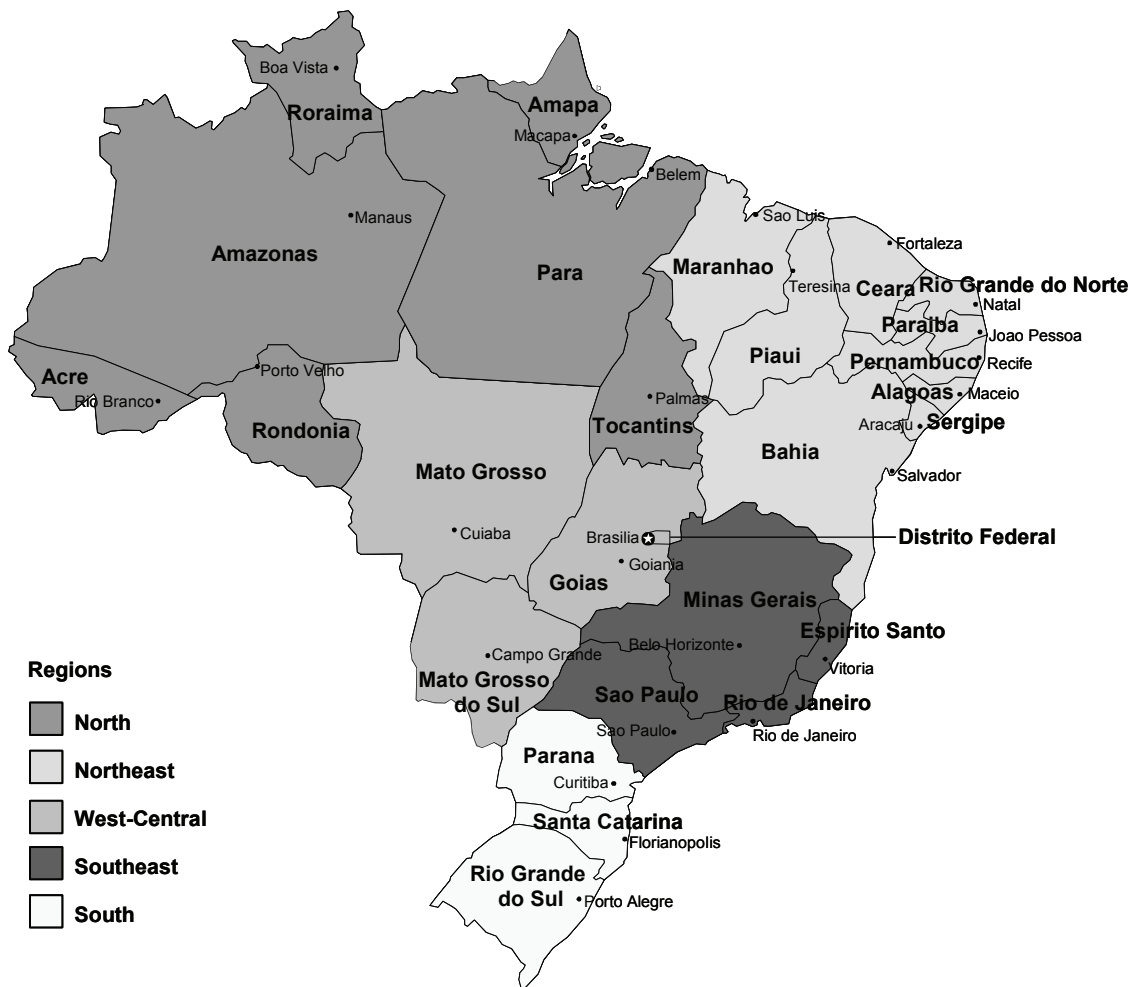 Boa Vista
Roraima
Amapa
Macapa
Belem
Manaus
Amazonas
Para
Sao Luis
Maranhao
Teresina
Fortaleza
Ceara
Rio Grande do Norte
Natal
Paraiba
Joao Pessoa
Piaui
Pernambuco
Recife
Acre
Rio Branco
Porto Velho
Rondonia
Palmas
Tocantins
Alagoas
Maceio
Aracaju
Sergipe
Bahia
Salvador
Mato Grosso
Cuiaba
Brasilia
Distrito Federal
Goiania
Goias
Minas Gerais
Espirito Santo
Belo Horizonte
Vitoria
Campo Grande
Mato Grosso
do Sul
Sao Paulo
Rio de Janeiro
Sao Paulo
Rio de Janeiro
Parana
Curitiba
Santa Catarina
Florianopolis
Rio Grande
do Sul
Porto Alegre
Regions
North
Northeast
West-Central
Southeast
South